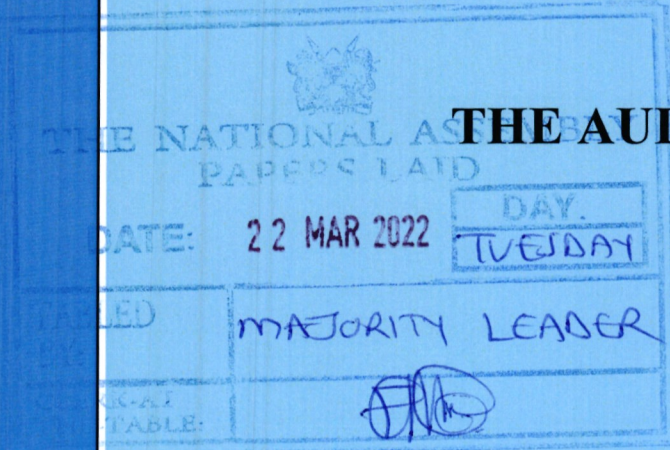 THE AUD
THE NATIONAL ASSEMBLY
PAPERS LAID
DATE: 22 MAR 2022
DAY.
TUESDAY
TABLED
BY:
MAJORITY LEADER
CLERK-AT
THE-TABLE: